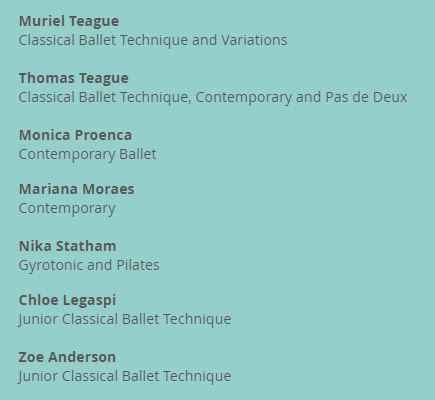 Muriel Teague
Classical Ballet Technique and Variations
Thomas Teague
Classical Ballet Technique, Contemporary and Pas de Deux
Monica Proenca
Contemporary Ballet
Mariana Moraes
Contemporary
Nika Statham
Gyrotonic and Pilates
Chloe Legaspi
Junior Classical Ballet Technique
Zoe Anderson
Junior Classical Ballet Technique